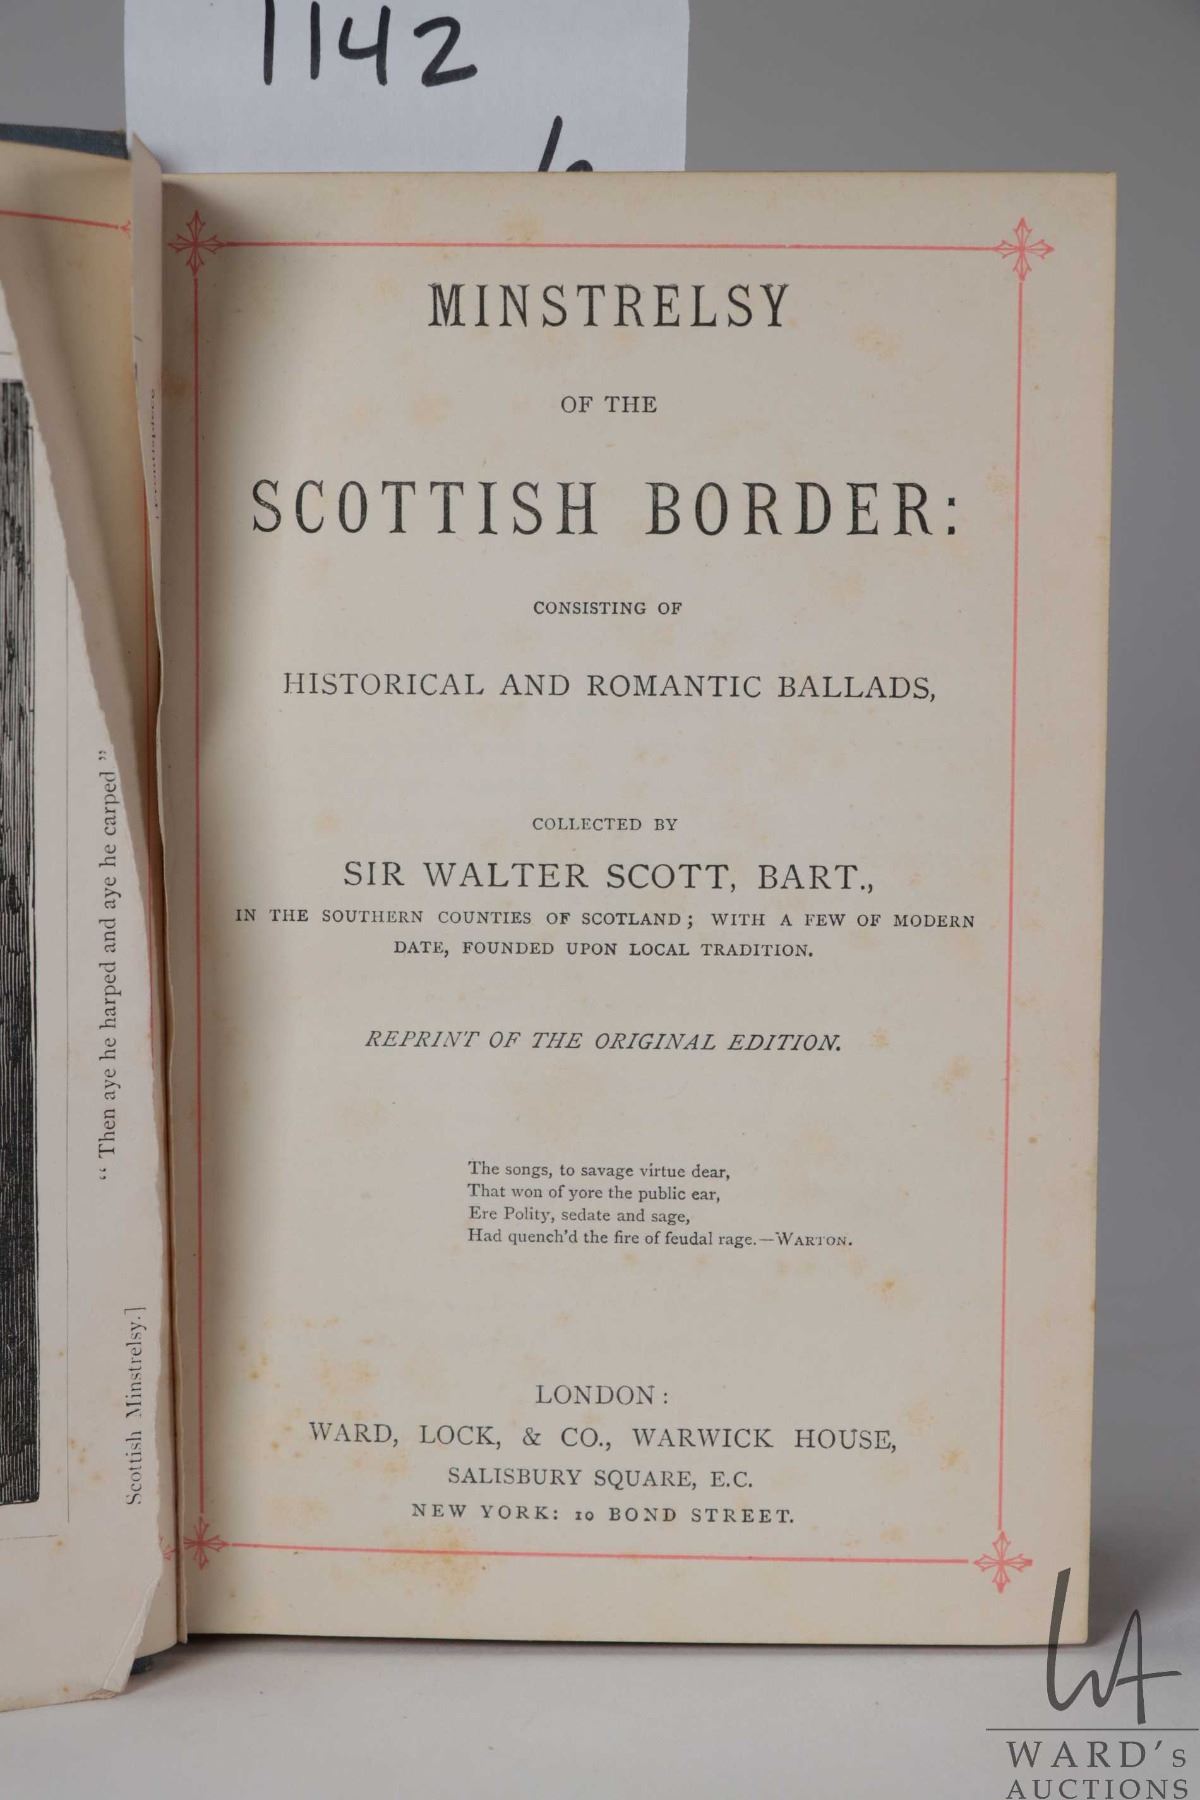 1142
MINSTRELSY
OF THE
SCOTTISH BORDER:
CONSISTING OF
HISTORICAL AND ROMANTIC BALLADS,
COLLECTED BY
SIR WALTER SCOTT, BART.,
IN THE SOUTHERN COUNTIES OF SCOTLAND; WITH A FEW OF MODERN
DATE, FOUNDED UPON LOCAL TRADITION.
REPRINT OF THE ORIGINAL EDITION.
The songs, to savage virtue dear,
That won of yore the public ear,
Ere Polity, sedate and sage,
Had quench'd the fire of feudal rage.—WARTON.
LONDON:
WARD, LOCK, & CO., WARWICK HOUSE,
SALISBURY SQUARE, E.C.
NEW YORK: 10 BOND STREET.
"Then aye he harped and aye he carped"
Scottish Minstrelsy.]
WA
WARD's
AUCTIONS